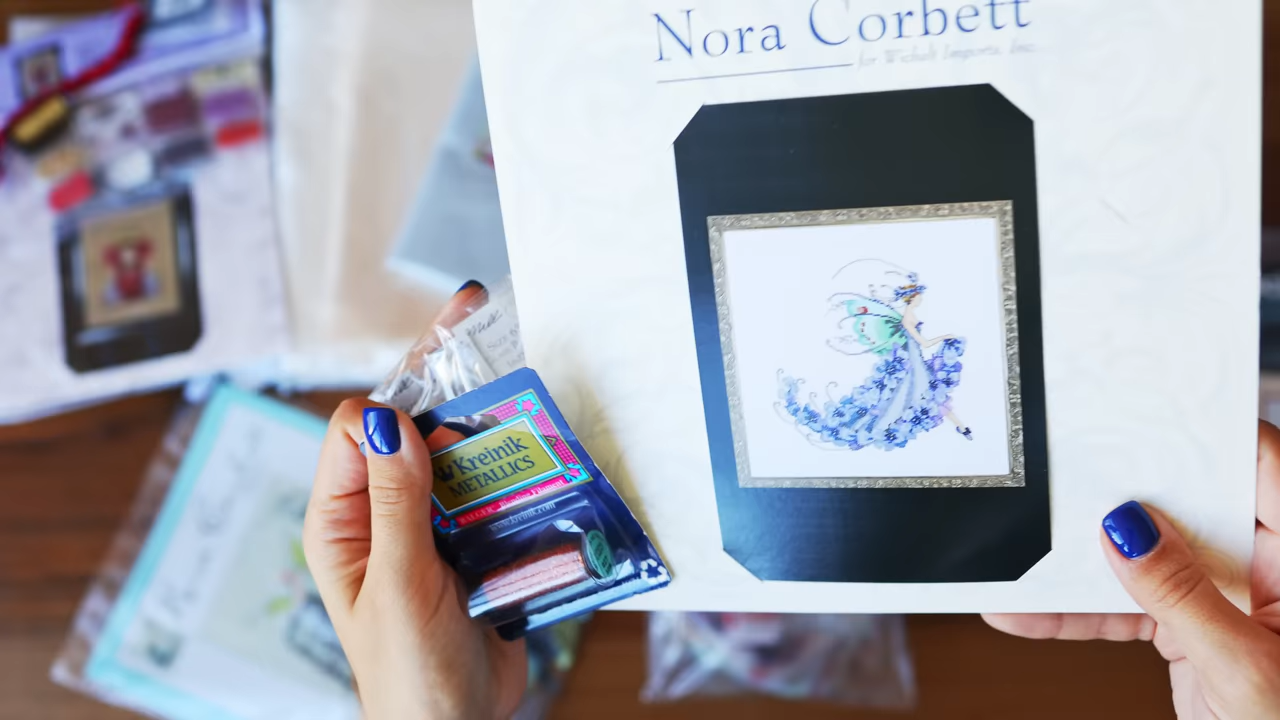 Nora Corbett
for Wichelt Imports, Inc.
Kreinik
METALLICS
www.kreinik.com